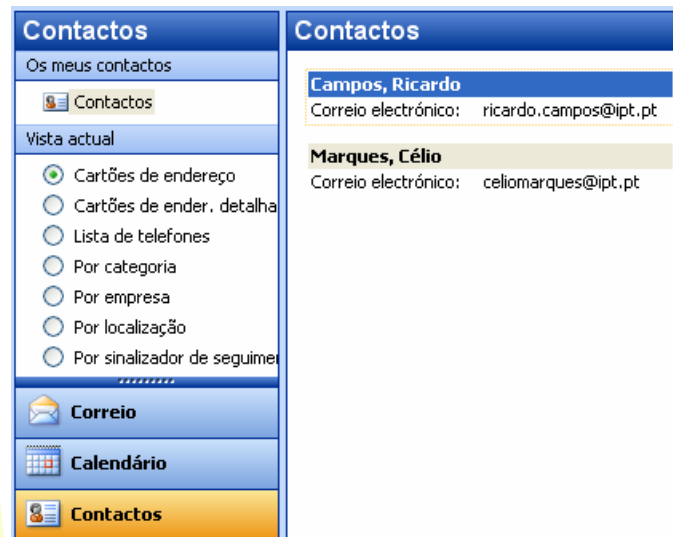 Contactos
Os meus contactos
Contactos
Vista actual
Cartões de endereço
Cartões de ender. detalha
Lista de telefones
Por categoria
Por empresa
Por localização
Por sinalizador de seguimei
Correio
Calendário
Contactos
Contactos
Campos, Ricardo
Correio electrónico: ricardo.campos@ipt.pt
Marques, Célio
Correio electrónico: celiomarques@ipt.pt